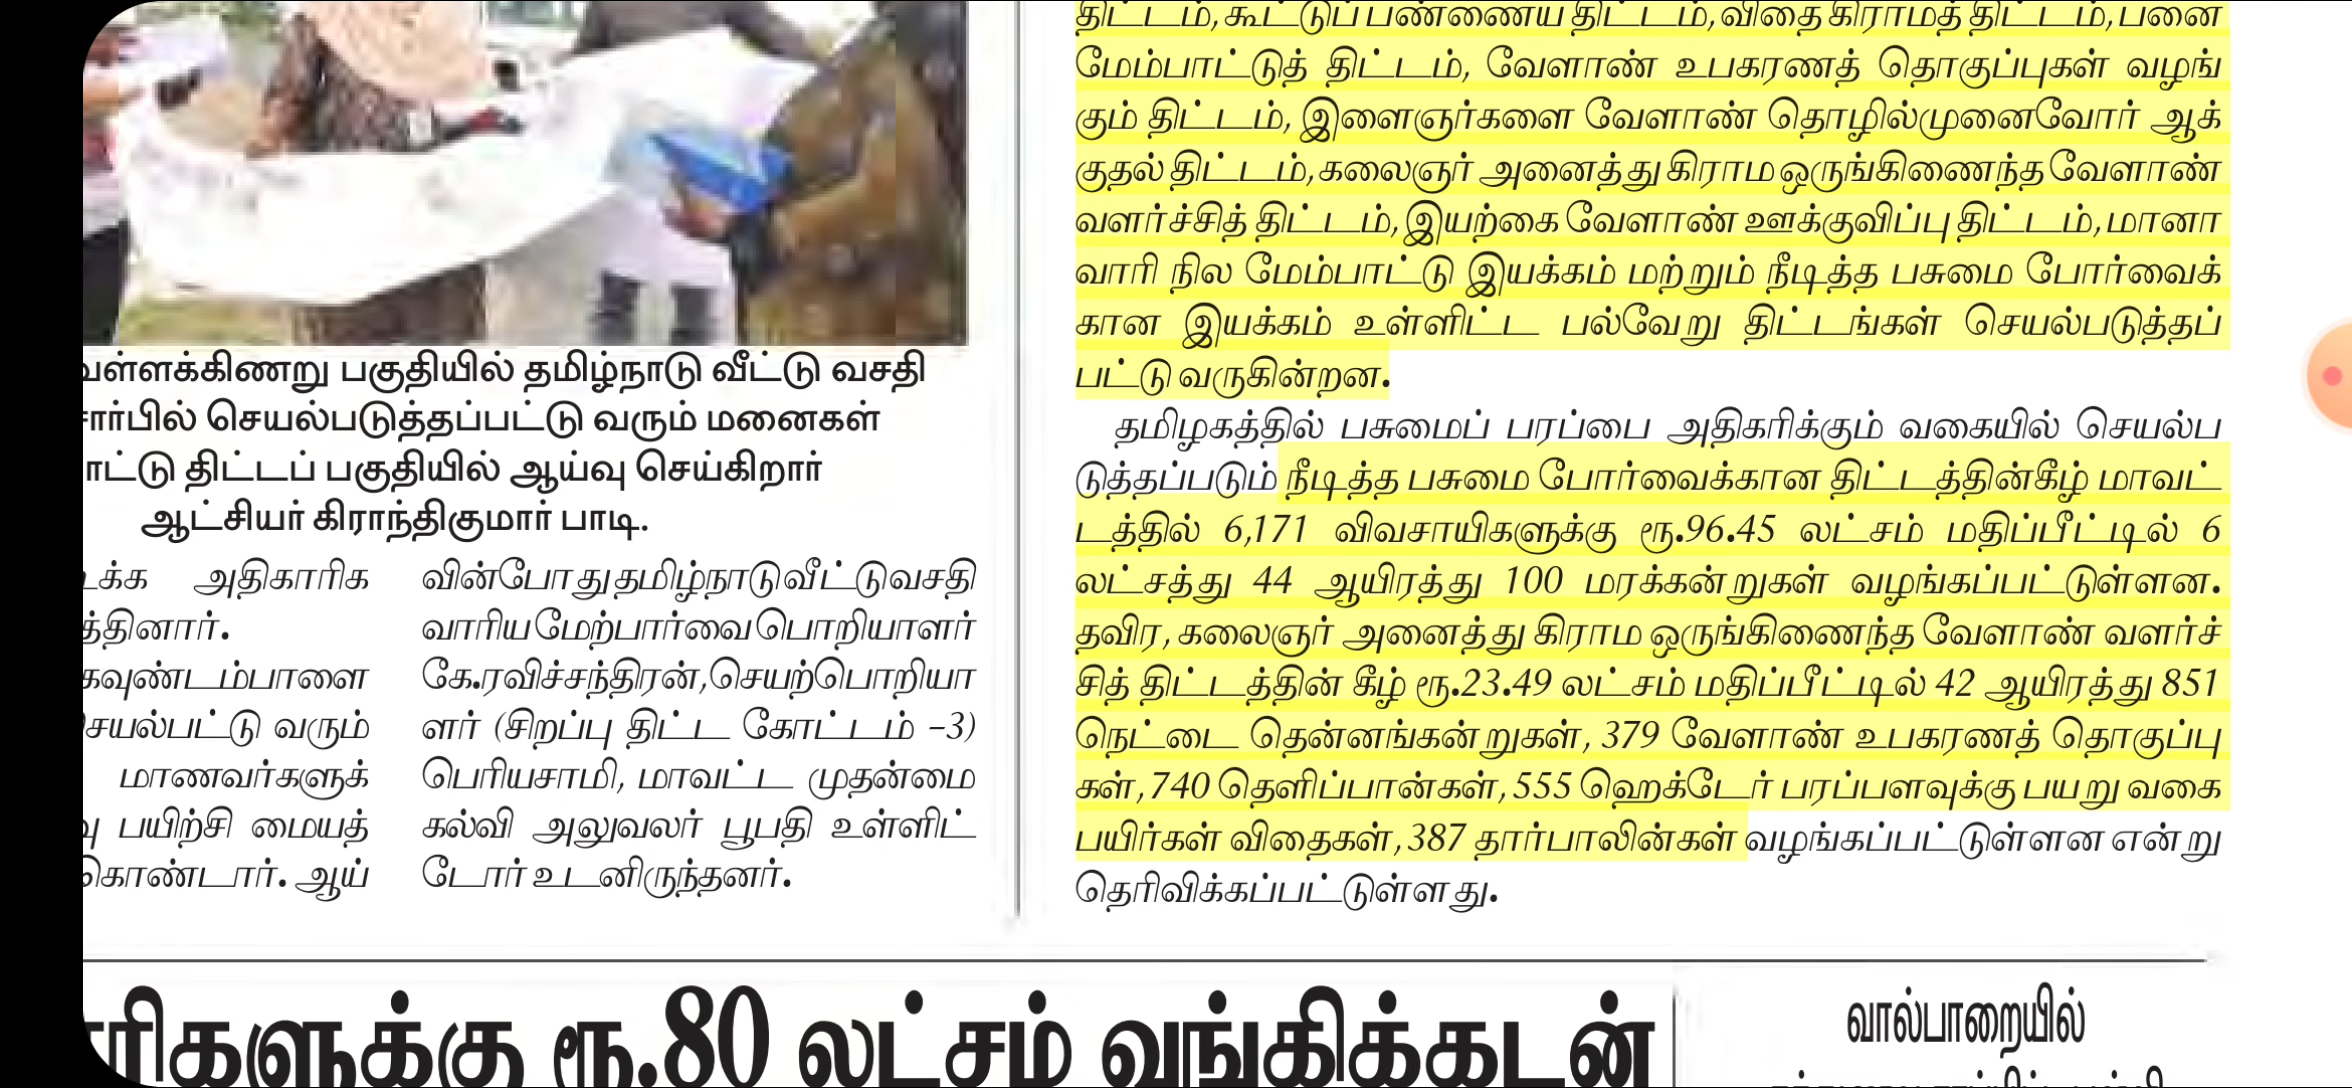 வள்ளக்கிணறு பகுதியில் தமிழ்நாடு வீட்டு வசதி
சார்பில் செயல்படுத்தப்பட்டு வரும் மனைகள்
ாட்டு திட்டப் பகுதியில் ஆய்வு செய்கிறார்
ஆட்சியர் கிராந்திகுமார் பாடி.
டக்க அதிகாரிக
த்தினார்.
கவுண்டம்பாளை
செயல்பட்டு வரும்
மாணவர்களுக்
வு பயிற்சி மையத்
கொண்டார். ஆய்
வின்போது தமிழ்நாடு வீட்டு வசதி
வாரிய மேற்பார்வை பொறியாளர்
கே.ரவிச்சந்திரன், செயற்பொறியா
ளர் (சிறப்பு திட்ட கோட்டம் -3)
பெரியசாமி, மாவட்ட முதன்மை
கல்வி அலுவலர் பூபதி உள்ளிட்
டோர் உடனிருந்தனர்.
திட்டம், கூட்டுப் பண்ணைய திட்டம், விதை கிராமத் திட்டம், பனை
மேம்பாட்டுத் திட்டம், வேளாண் உபகரணத் தொகுப்புகள் வழங்
கும் திட்டம், இளைஞர்களை வேளாண் தொழில்முனைவோர் ஆக்
குதல் திட்டம், கலைஞர் அனைத்து கிராம ஒருங்கிணைந்த வேளாண்
வளர்ச்சித் திட்டம், இயற்கை வேளாண் ஊக்குவிப்பு திட்டம், மானா
வாரி நில மேம்பாட்டு இயக்கம் மற்றும் நீடித்த பசுமை போர்வைக்
கான இயக்கம் உள்ளிட்ட பல்வேறு திட்டங்கள் செயல்படுத்தப்
பட்டு வருகின்றன.
தமிழகத்தில் பசுமைப் பரப்பை அதிகரிக்கும் வகையில் செயல்ப
டுத்தப்படும் நீடித்த பசுமை போர்வைக்கான திட்டத்தின்கீழ் மாவட்
டத்தில் 6,171 விவசாயிகளுக்கு ரூ.96.45 லட்சம் மதிப்பீட்டில் 6
லட்சத்து 44 ஆயிரத்து 100 மரக்கன்றுகள் வழங்கப்பட்டுள்ளன.
தவிர, கலைஞர் அனைத்து கிராம ஒருங்கிணைந்த வேளாண் வளர்ச்
சித் திட்டத்தின் கீழ் ரூ.23.49 லட்சம் மதிப்பீட்டில் 42 ஆயிரத்து 851
நெட்டை தென்னங்கன்றுகள், 379 வேளாண் உபகரணத் தொகுப்பு
கள், 740 தெளிப்பான்கள், 555 ஹெக்டேர் பரப்பளவுக்கு பயறு வகை
பயிர்கள் விதைகள், 387 தார்பாலின்கள் வழங்கப்பட்டுள்ளன என்று
தெரிவிக்கப்பட்டுள்ளது.
ரிகளுக்கு ரூ.80 லட்சம் வங்கிக்கடன்
வால்பாறையில்